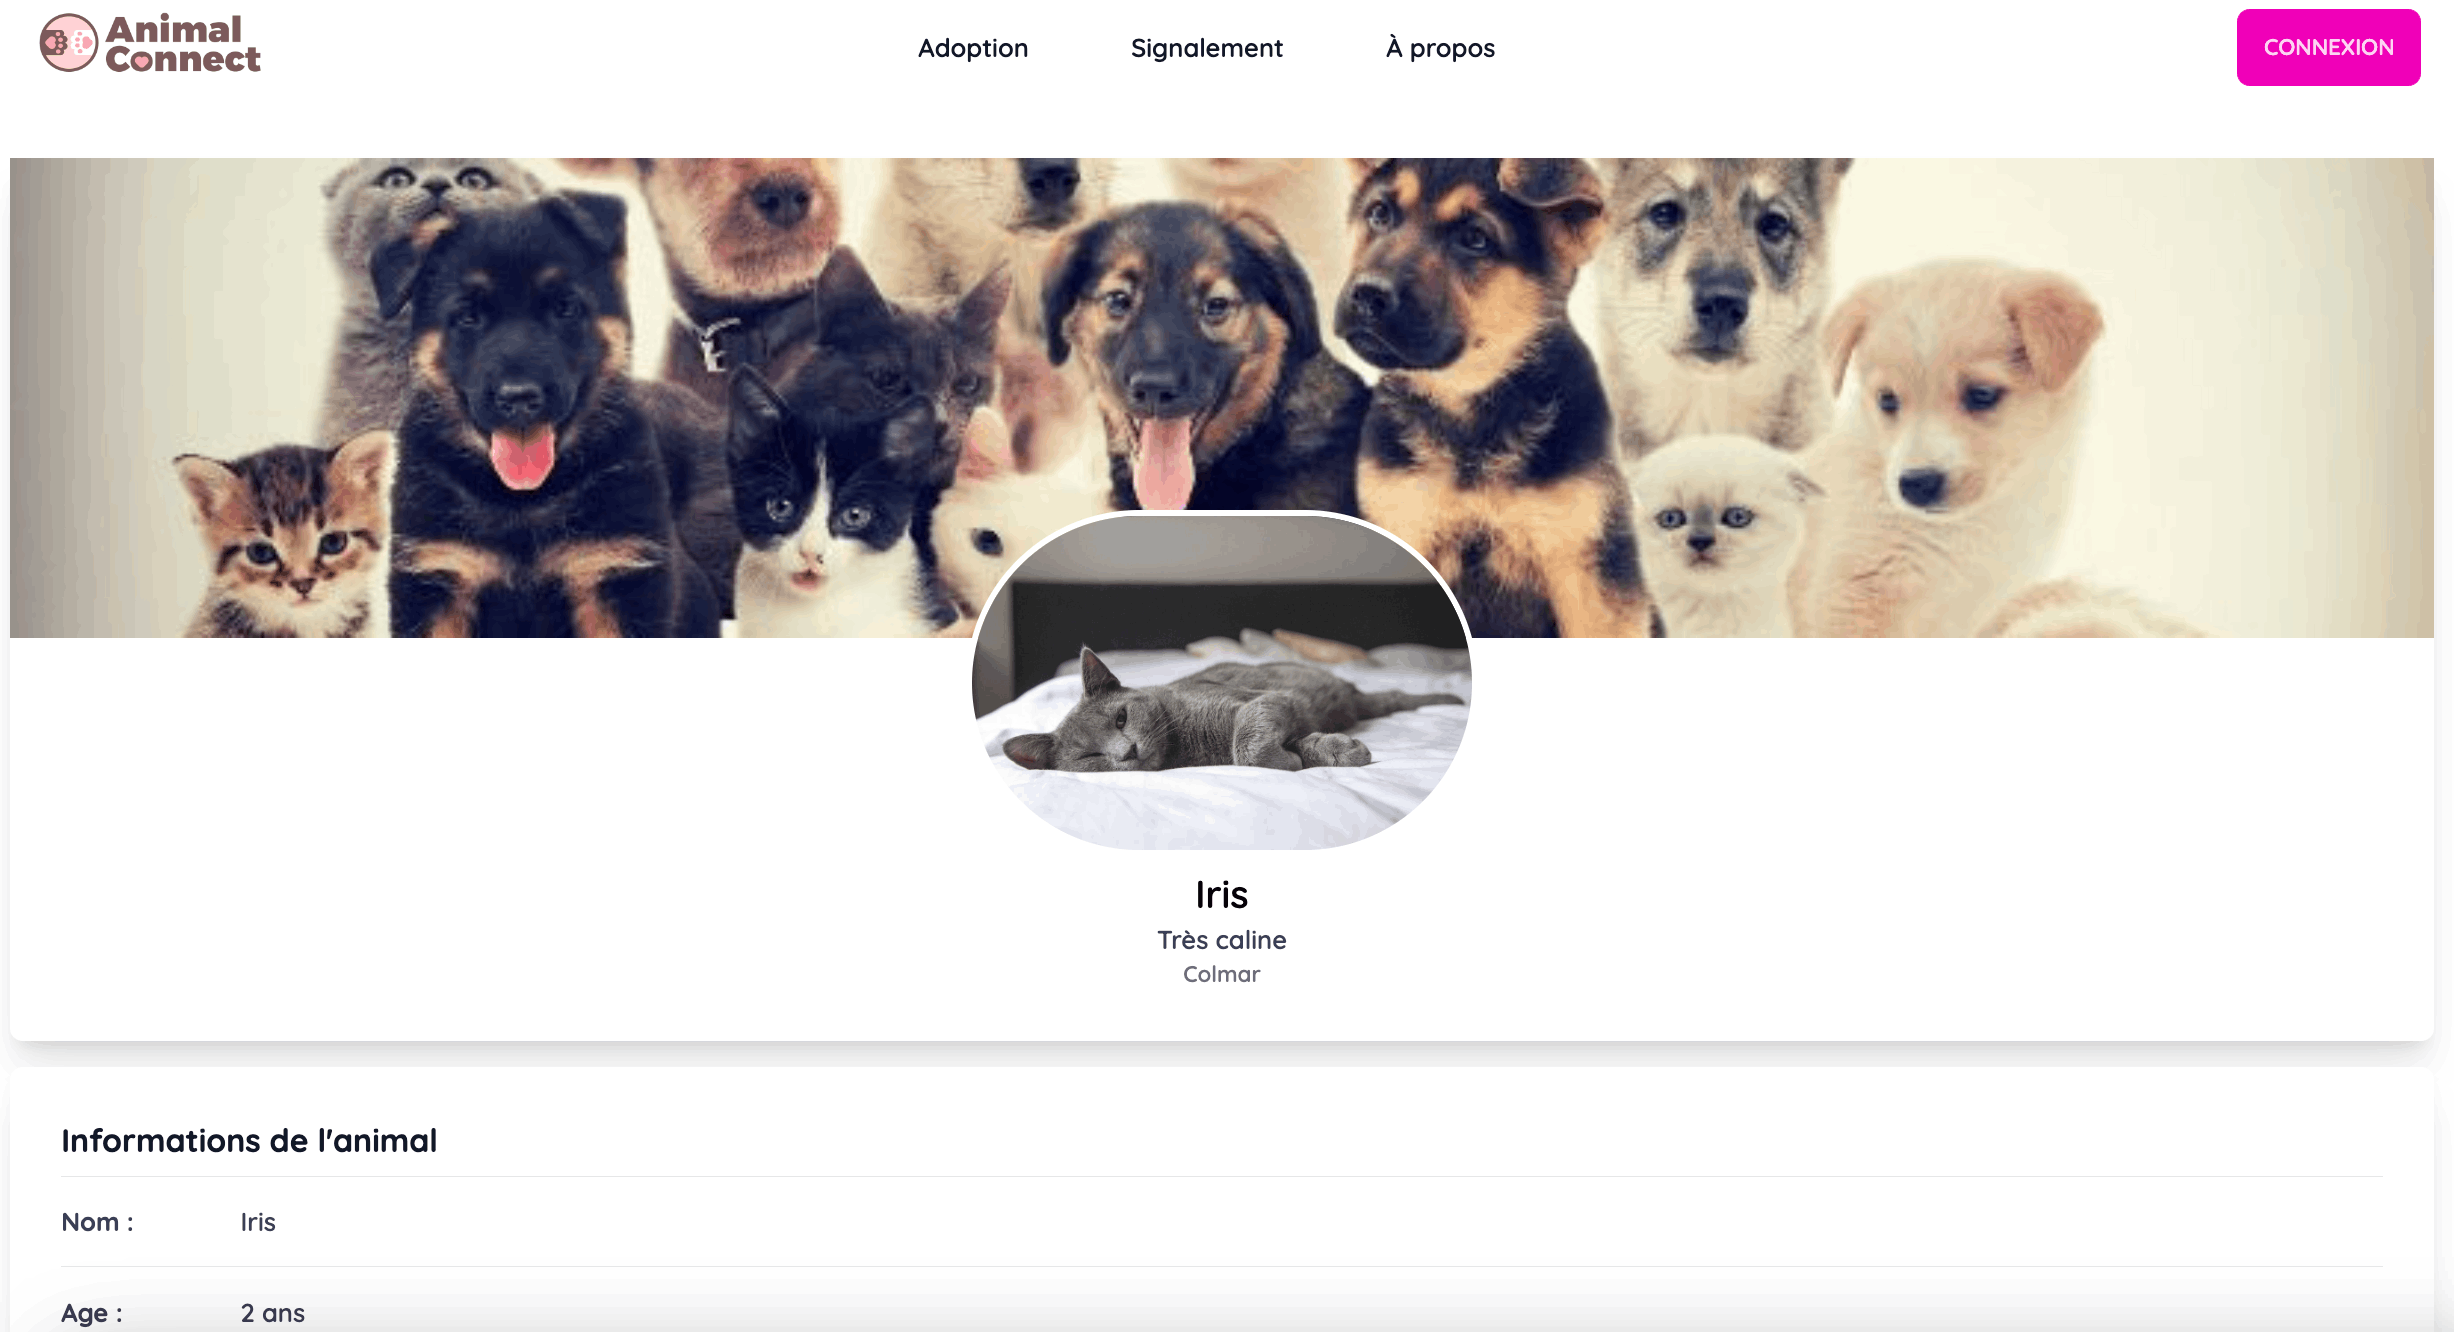 Animal
Connect
Adoption
Signalement
À propos
CONNEXION
Iris
Très caline
Colmar
Informations de l'animal
Nom :
Iris
Age :
2 ans